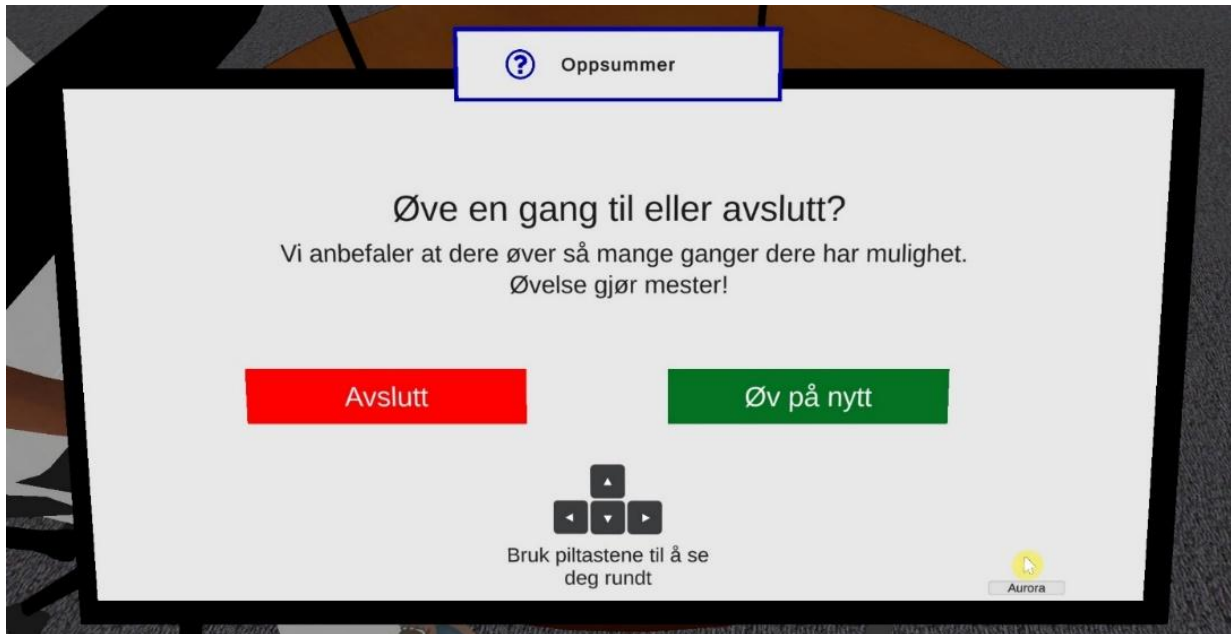 Oppsummer
Øve en gang til eller avslutt?
Vi anbefaler at dere øver så mange ganger dere har mulighet.
Øvelse gjør mester!
Avslutt
Øv på nytt
Bruk piltastene til å se
deg rundt
Aurora